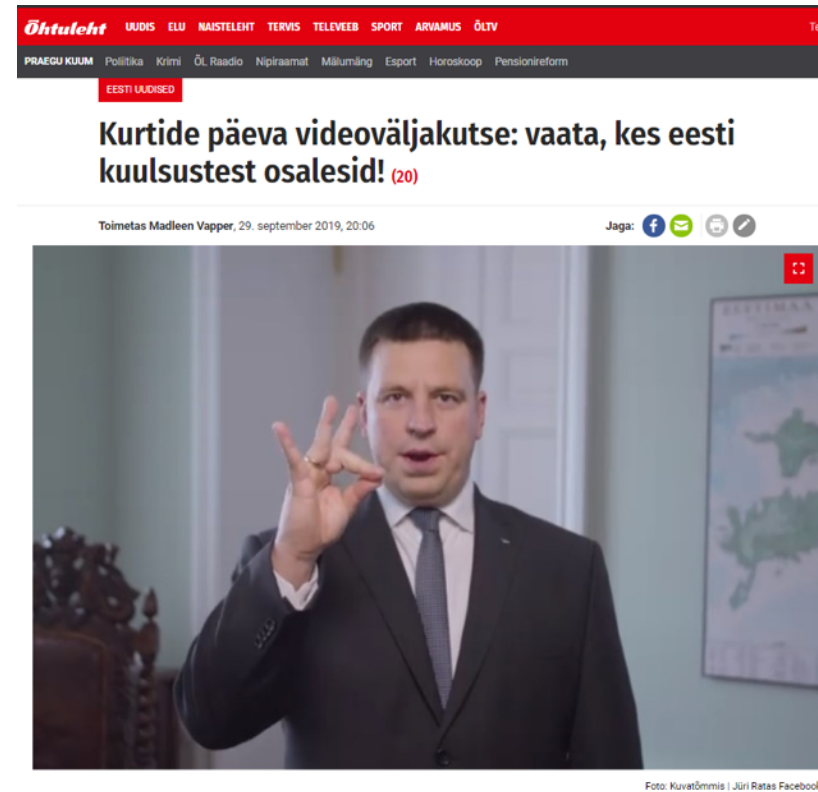 Õhtuleht UUDIS ELU NAISTELEHT TERVIS TELEVEEB SPORT ARVAMUS ÕLTV Te
PRAEGU KUUM Poliitika Krimi ÕL Raadio Nipiraamat Mälumäng Esport Horoskoop Pensionireform
EESTI UUDISED
Kurtide päeva videoväljakutse: vaata, kes eesti
kuulsustest osalesid! (20)
Toimetas Madleen Vapper, 29. september 2019, 20:06 Jaga:
Foto: Kuvatõmmis | Jüri Ratas Facebook